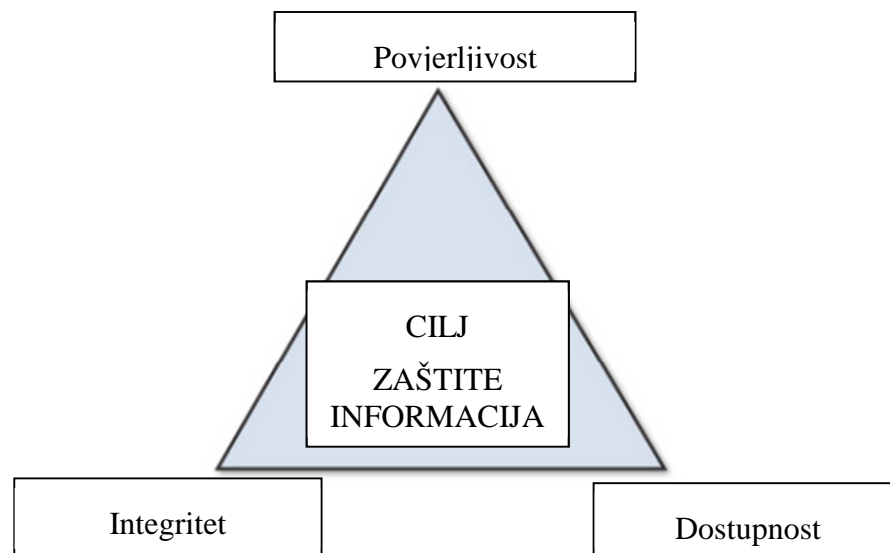 Povjerljivost
CILJ
ZAŠTITE
INFORMACIJA
Integritet
Dostupnost